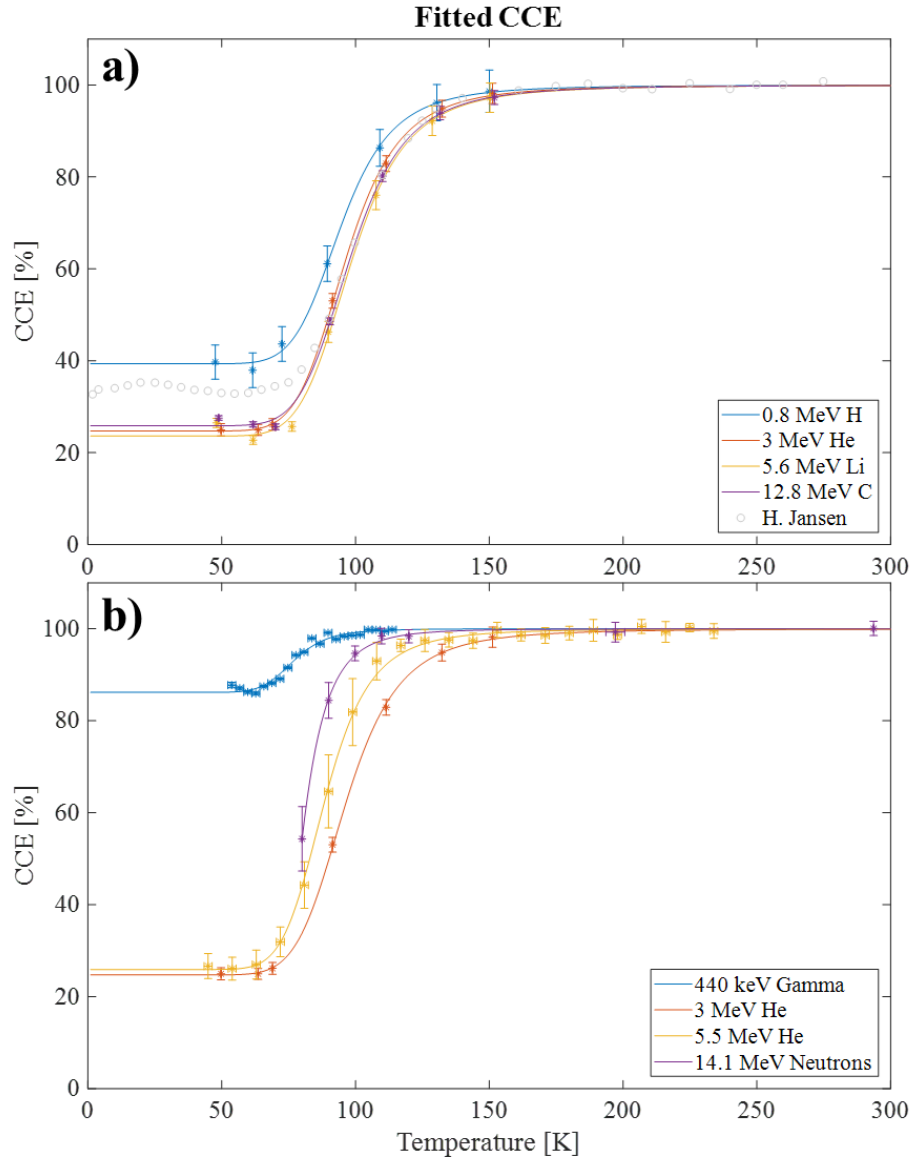 Fitted CCE
a)
100
80
60
40
20
0
CCE [%]
0 50 100 150 200 250 300
0.8 MeV H
3 MeV He
5.6 MeV Li
12.8 MeV C
H. Jansen
b)
100
80
60
40
20
0
CCE [%]
440 keV Gamma
3 MeV He
5.5 MeV He
14.1 MeV Neutrons
0 50 100 150 200 250 300
Temperature [K]